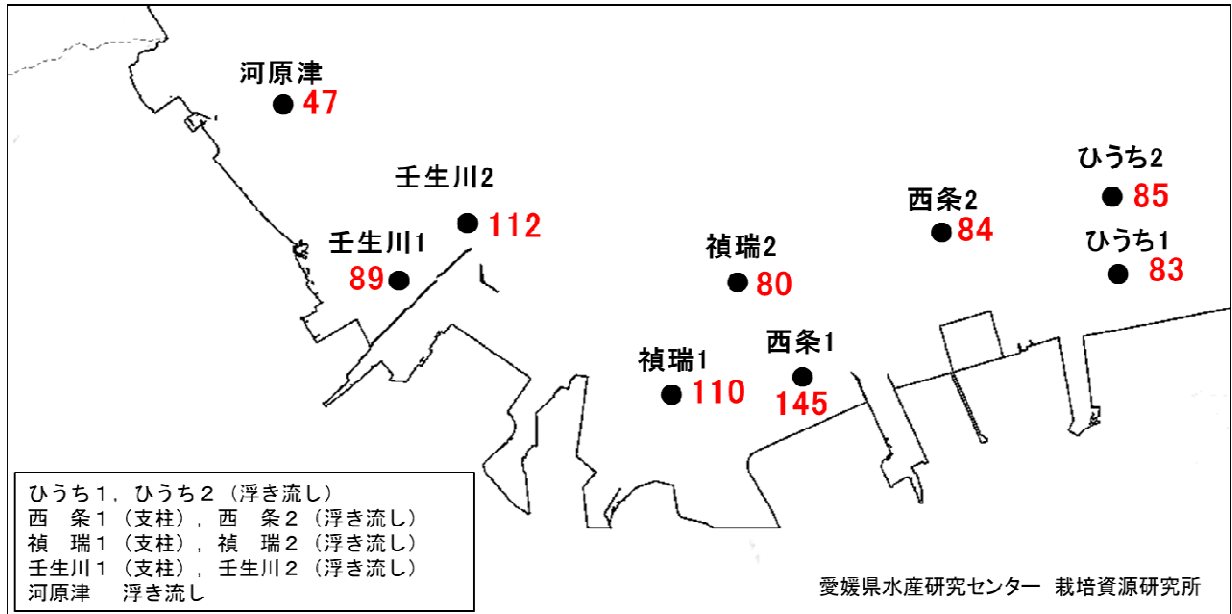 河原津
47
壬生川2
112
壬生川1
89
禎瑞2
80
禎瑞1
110
西条1
145
西条2
84
ひうち2
85
ひうち1
83
ひうち1，ひうち2（浮き流し）
西　条1（支柱），西　条2（浮き流し）
禎　瑞1（支柱），禎　瑞2（浮き流し）
壬生川1（支柱），壬生川2（浮き流し）
河原津　浮き流し
愛媛県水産研究センター 栽培資源研究所